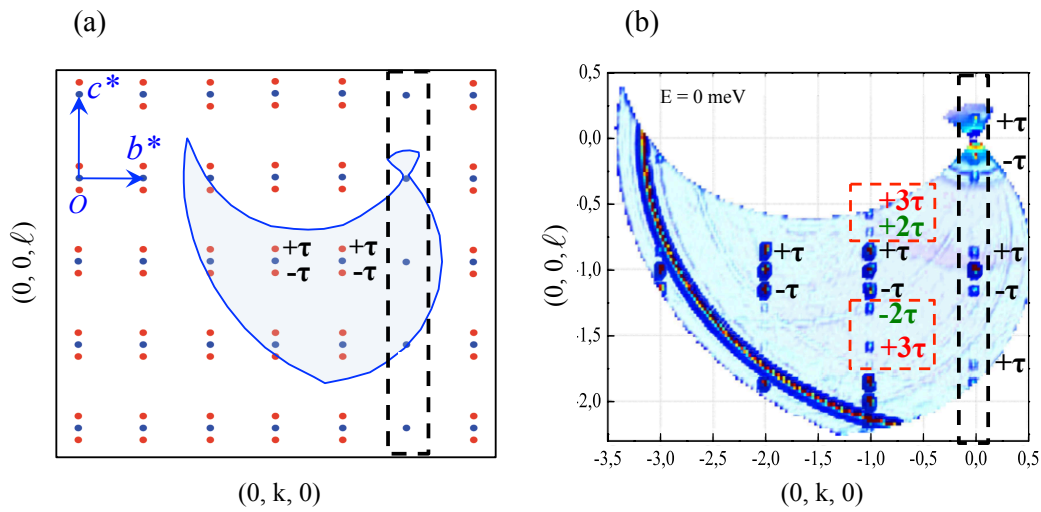 (a)
c*
b*
O
+τ
-τ
+τ
-τ
(0, 0,ℓ)
(0, k, 0)
(b)
E = 0 meV
0,5
0,0
-0,5
-1,0
-1,5
-2,0
+τ
-τ
+3τ
+2τ
+τ
-τ
+τ
-τ
+τ
-τ
-2τ
+3τ
+τ
-3,5
-3,0
-2,5
-2,0
-1,5
-1,0
-0,5
0,0
0,5
(0, 0,ℓ)
(0, k, 0)